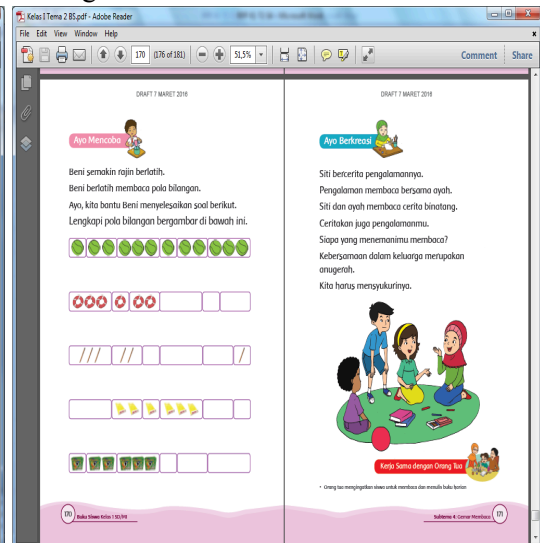 Kelas I Tema 2 BS.pdf - Adobe Reader
File Edit View Window Help
170 (176 of 181) 51,5% Comment Share
DRAFT 7 MARET 2016
Ayo Mencoba
Beni semakin rajin berlatih.
Beni berlatih membaca pola bilangan.
Ayo, kita bantu Beni menyelesaikan soal berikut.
Lengkapi pola bilangan bergambar di bawah ini.
170 Buku Siswa Kelas 1 SD/MI
DRAFT 7 MARET 2016
Ayo Berkreasi
Siti bercerita pengalamannya.
Pengalaman membaca bersama ayah.
Siti dan ayah membaca cerita binatang.
Ceritakan juga pengalamanmu.
Siapa yang menemanimu membaca?
Kebersamaan dalam keluarga merupakan
anugerah.
Kita harus mensyukurinya.
Kerja Sama dengan Orang Tua
• Orang tua mengingatkan siswa untuk membaca dan menulis buku harian
Subtema 4: Gemar Membaca 171